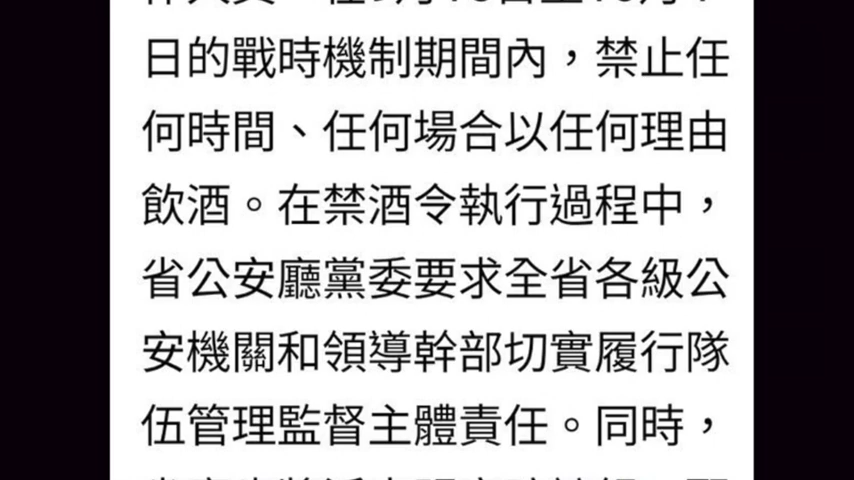 日的戰時機制期間內，禁止任
何時間、任何場合以任何理由
飲酒。在禁酒令執行過程中，
省公安廳黨委要求全省各級公
安機關和領導幹部切實履行隊
伍管理監督主體責任。同時，